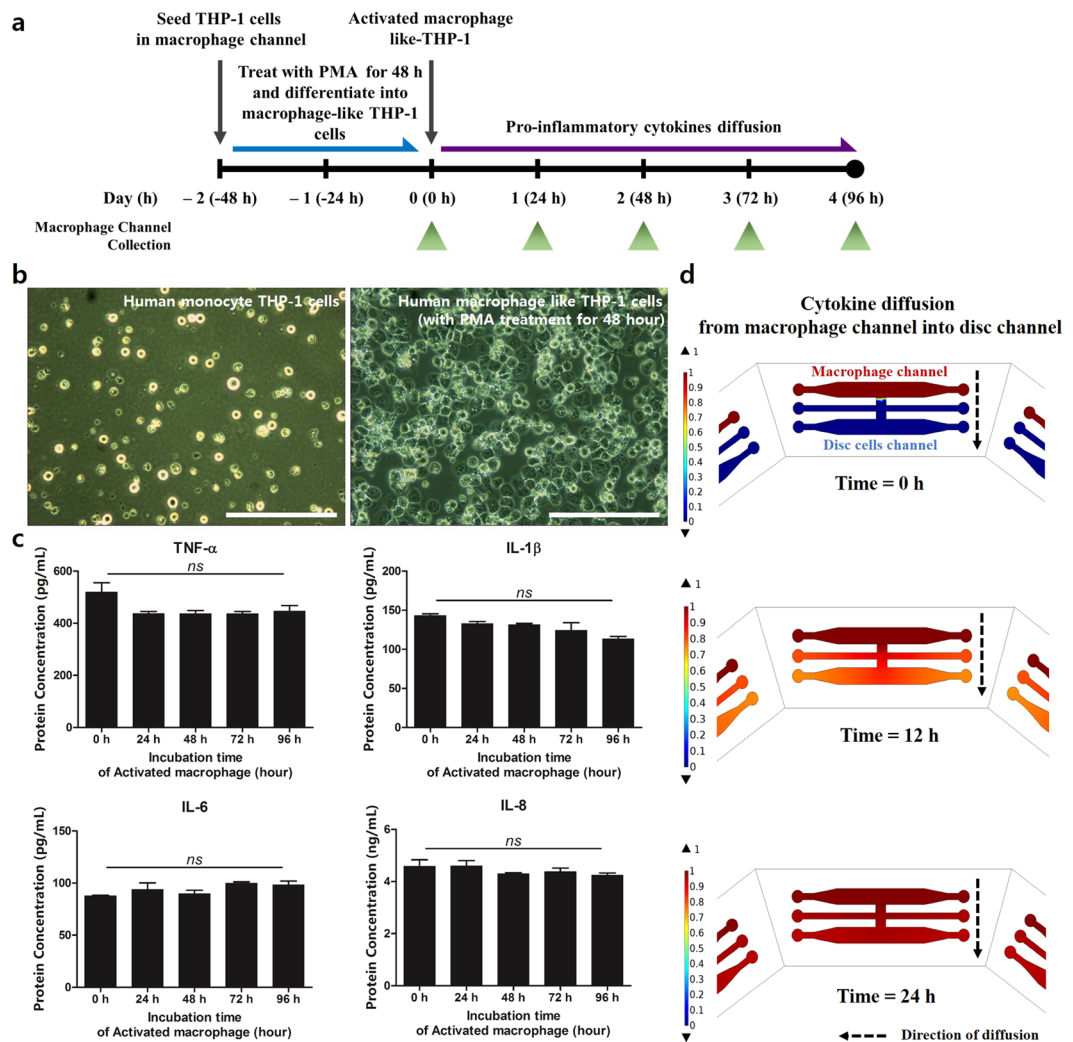 a
Seed THP-1 cells
in macrophage channel
Activated macrophage
like-THP-1
Treat with PMA for 48 h
and differentiate into
macrophage-like THP-1
cells
Pro-inflammatory cytokines diffusion
Day (h)
– 2 (-48 h)
– 1 (-24 h)
0 (0 h)
1 (24 h)
2 (48 h)
3 (72 h)
4 (96 h)
Macrophage Channel
Collection
b
Human monocyte THP-1 cells
Human macrophage like THP-1 cells
(with PMA treatment for 48 hour)
c
TNF-α
Protein Concentration (pg/mL)
600
400
200
0
ns
0 h
24 h
48 h
72 h
96 h
Incubation time
of Activated macrophage (hour)
IL-1β
Protein Concentration (pg/mL)
200
150
100
50
0
ns
0 h
24 h
48 h
72 h
96 h
Incubation time
of Activated macrophage (hour)
IL-6
Protein Concentration (pg/mL)
150
100
50
0
ns
0 h
24 h
48 h
72 h
96 h
Incubation time
of Activated macrophage (hour)
IL-8
Protein Concentration (ng/mL)
6
4
2
0
ns
0 h
24 h
48 h
72 h
96 h
Incubation time
of Activated macrophage (hour)
d
Cytokine diffusion
from macrophage channel into disc channel
▲ 1
1
0.9
0.8
0.7
0.6
0.5
0.4
0.3
0.2
0.1
0
▼
Macrophage channel
Disc cells channel
Time = 0 h
▲ 1
1
0.9
0.8
0.7
0.6
0.5
0.4
0.3
0.2
0.1
0
▼
Time = 12 h
▲ 1
1
0.9
0.8
0.7
0.6
0.5
0.4
0.3
0.2
0.1
0
▼
Time = 24 h
Direction of diffusion